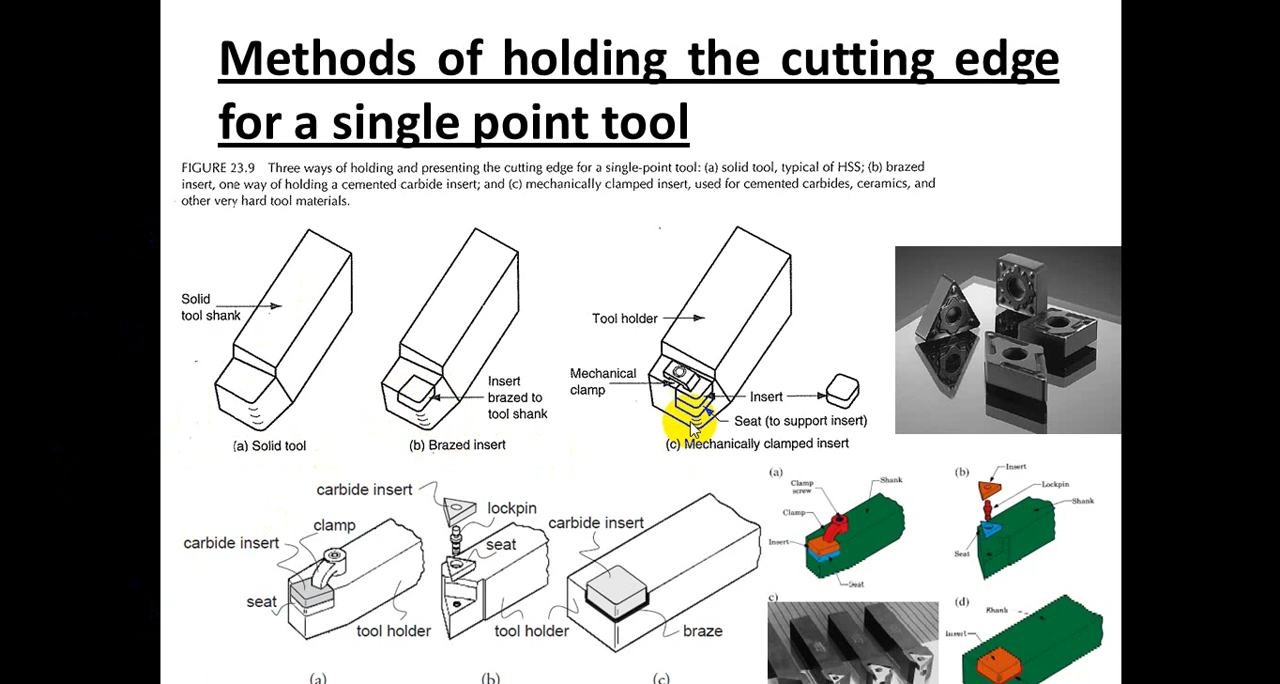 Methods of holding the cutting edge
for a single point tool
FIGURE 23.9 Three ways of holding and presenting the cutting edge for a single-point tool: (a) solid tool, typical of HSS; (b) brazed
insert, one way of holding a cemented carbide insert; and (c) mechanically clamped insert, used for cemented carbides, ceramics, and
other very hard tool materials.
Solid
tool shank
(a) Solid tool
Insert
brazed to
tool shank
(b) Brazed insert
Tool holder
Mechanical
clamp
Insert
Seat (to support insert)
(c) Mechanically clamped insert
carbide insert
clamp
seat
tool holder
(a)
carbide insert
lockpin
seat
tool holder
(b)
carbide insert
braze
(c)
(a)
Clamp
screw
Shank
Clamp
Insert
Seat
(b)
Insert
Lockpin
Shank
Seat
c)
(d)
Shank
Insert